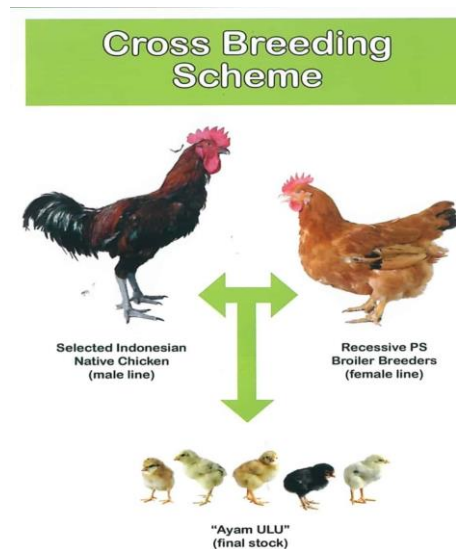 Cross Breeding
Scheme
Selected Indonesian
Native Chicken
(male line)
Recessive PS
Broiler Breeders
(female line)
"Ayam ULU"
(final stock)